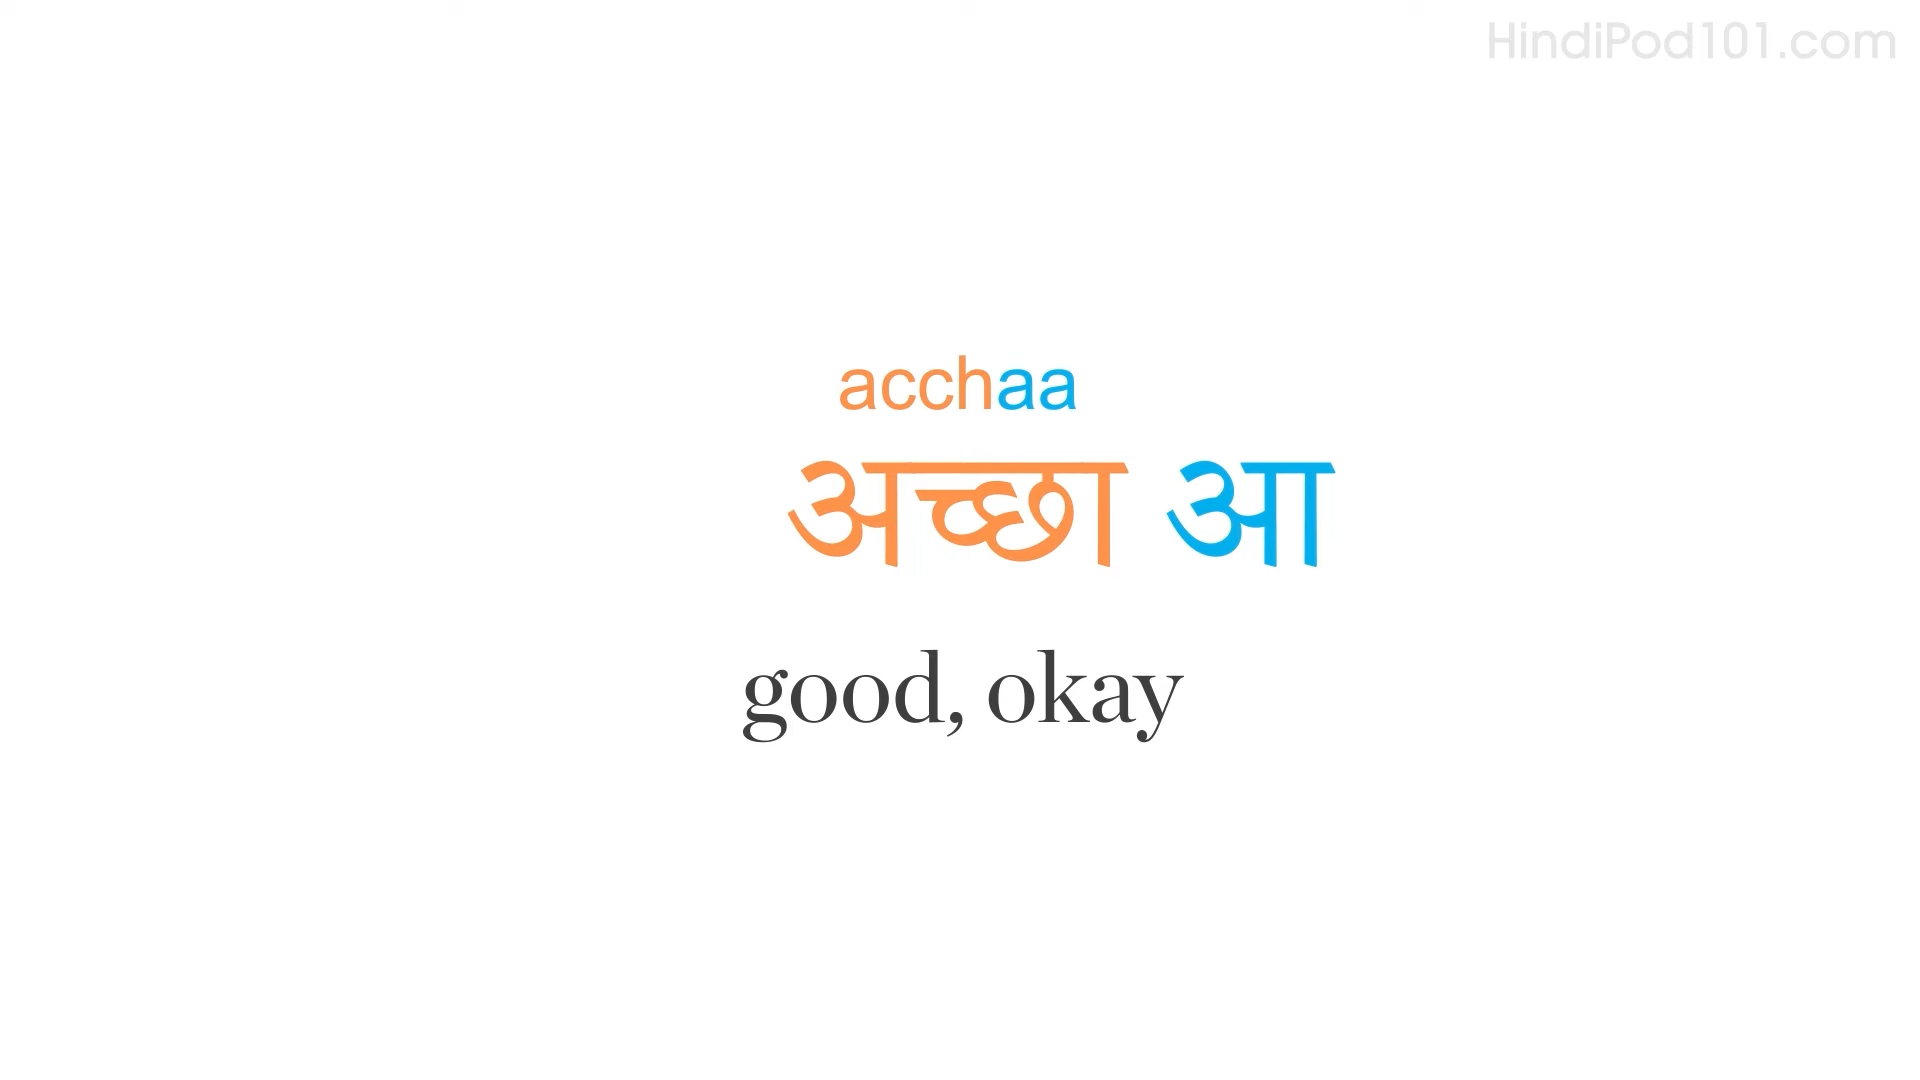 HindiPod101.com
acchaa
अच्छा आ
good, okay